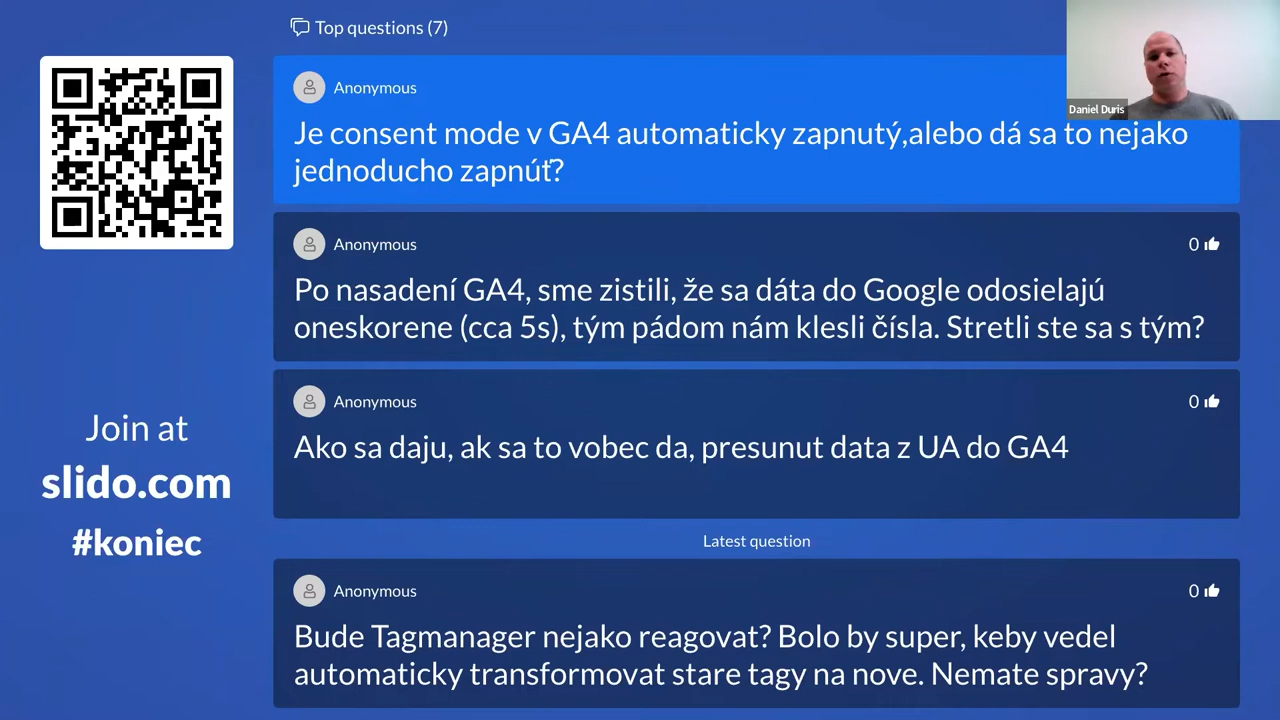 Top questions (7)
Anonymous
Je consent mode v GA4 automaticky zapnutý,alebo dá sa to nejako
jednoducho zapnúť?
Daniel Duris
Anonymous
0
Po nasadení GA4, sme zistili, že sa dáta do Google odosielajú
oneskorene (cca 5s), tým pádom nám klesli čísla. Stretli ste sa s tým?
Anonymous
0
Ako sa daju, ak sa to vobec da, presunut data z UA do GA4
Latest question
Anonymous
0
Bude Tagmanager nejako reagovat? Bolo by super, keby vedel
automaticky transformovat stare tagy na nove. Nemate spravy?
Join at
slido.com
#koniec